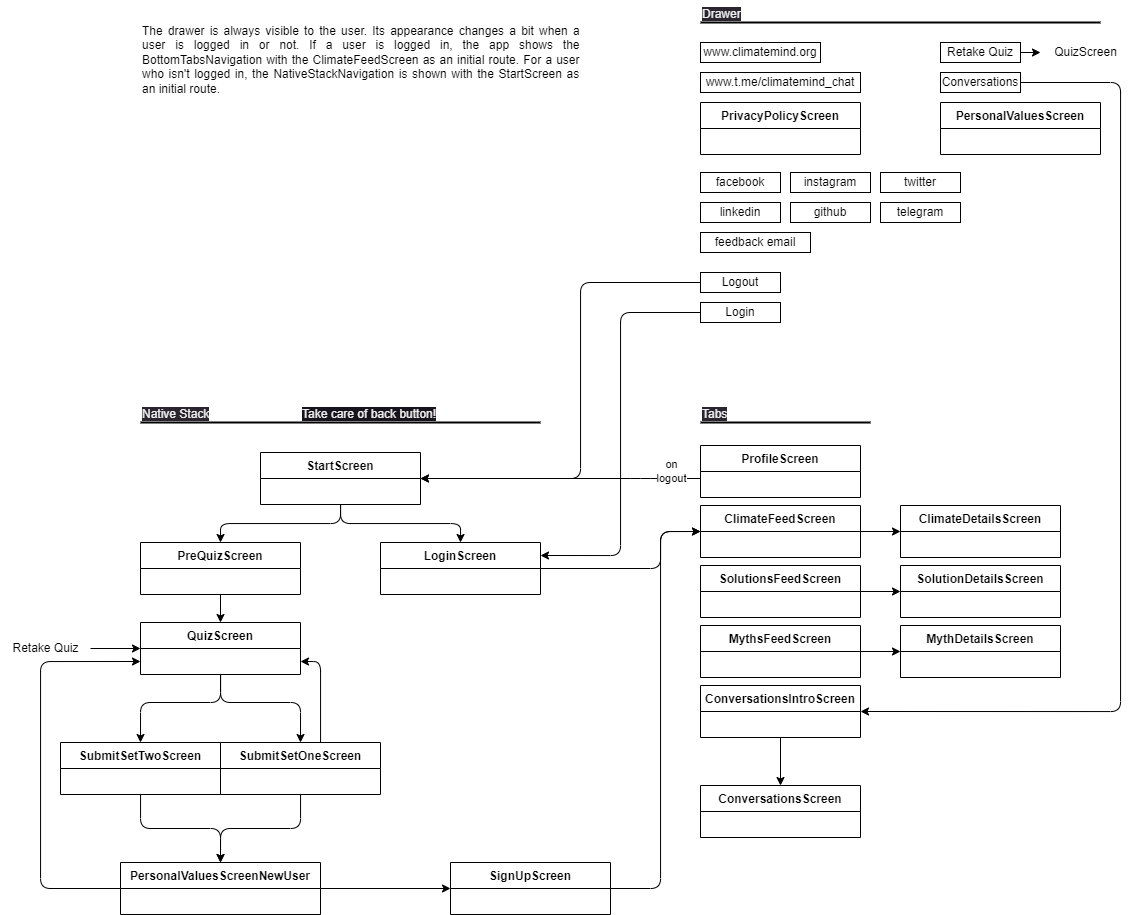 Drawer
The drawer is always visible to the user. Its appearance changes a bit when a
user is logged in or not. If a user is logged in, the app shows the
BottomTabsNavigation with the ClimateFeedScreen as an initial route. For a user
who isn't logged in, the NativeStackNavigation is shown with the StartScreen as
an initial route.
www.climatemind.org
Retake Quiz
QuizScreen
www.t.me/climatemind_chat
Conversations
PrivacyPolicyScreen
PersonalValuesScreen
facebook
instagram
twitter
linkedin
github
telegram
feedback email
Logout
Login
Native Stack
Take care of back button!
Tabs
StartScreen
on
logout
ProfileScreen
ClimateFeedScreen
ClimateDetailsScreen
PreQuizScreen
LoginScreen
SolutionsFeedScreen
SolutionDetailsScreen
QuizScreen
Retake Quiz
MythsFeedScreen
MythDetailsScreen
ConversationsIntroScreen
SubmitSetTwoScreen
SubmitSetOneScreen
ConversationsScreen
PersonalValuesScreenNewUser
SignUpScreen